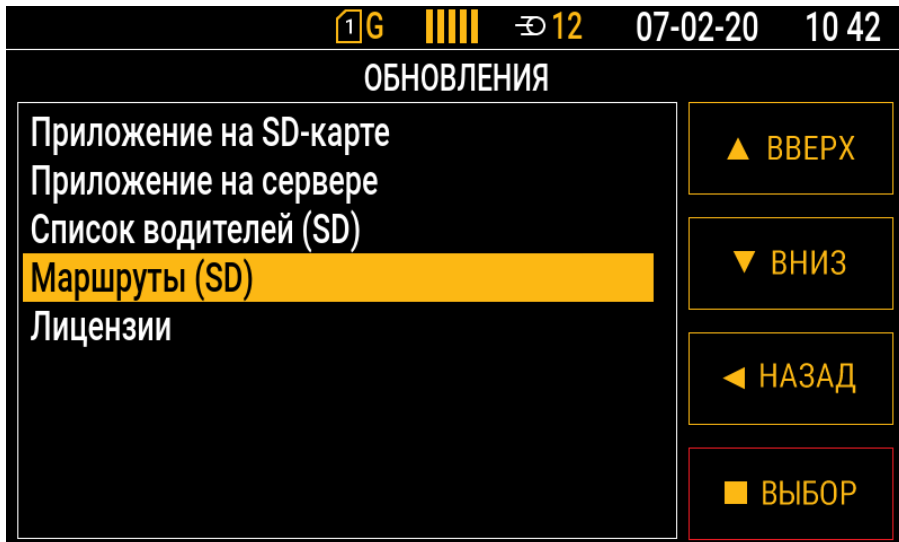 1 G 12 07-02-20 10 42
ОБНОВЛЕНИЯ
Приложение на SD-карте
Приложение на сервере
Список водителей (SD)
Маршруты (SD)
Лицензии
ВВЕРХ
ВНИЗ
НАЗАД
ВЫБОР